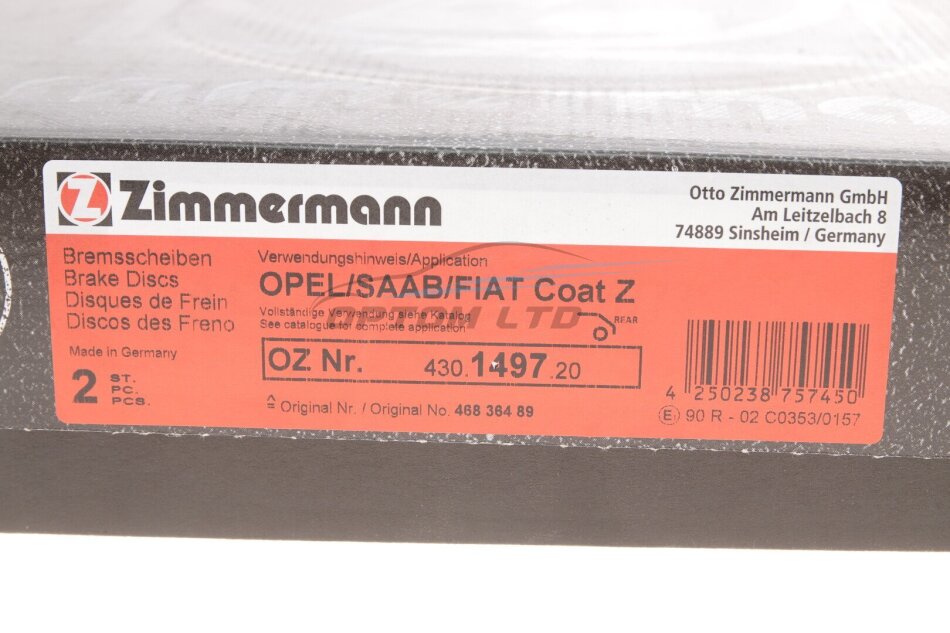 Zimmermann
Otto Zimmermann GmbH
Am Leitzelbach 8
74889 Sinsheim / Germany
Bremsscheiben
Brake Discs
Disques de Frein
Discos des Freno
Made in Germany
2 ST.
PC.
PCS.
Verwendungshinweis/Application
OPEL/SAAB/FIAT Coat Z
Vollständige Verwendung siehe Katalog
See catalogue for complete application
OPTION LTD
REAR
OZ Nr. 430.1497.20
≙ Original Nr. / Original No. 468 364 89
4 250238 757450
E 90 R - 02 C0353/0157